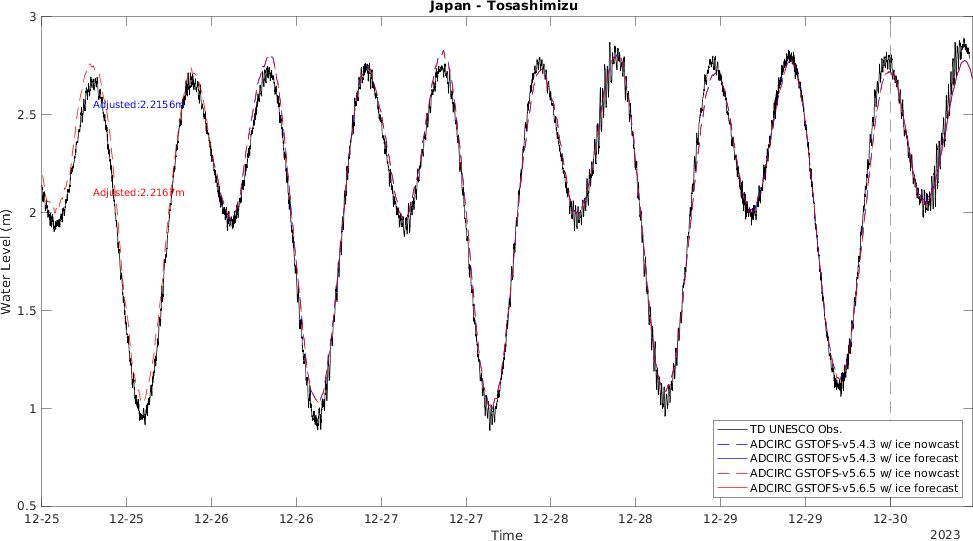 Japan - Tosashimizu
Water Level (m)
3
2.5
2
1.5
1
0.5
Adjusted:2.2156m
Adjusted:2.2167m
TD UNESCO Obs.
ADCIRC GSTOFS-v5.4.3 w/ ice nowcast
ADCIRC GSTOFS-v5.4.3 w/ ice forecast
ADCIRC GSTOFS-v5.6.5 w/ ice nowcast
ADCIRC GSTOFS-v5.6.5 w/ ice forecast
12-25 12-25 12-26 12-26 12-27 12-27 12-28 12-28 12-29 12-29 12-30
Time
2023